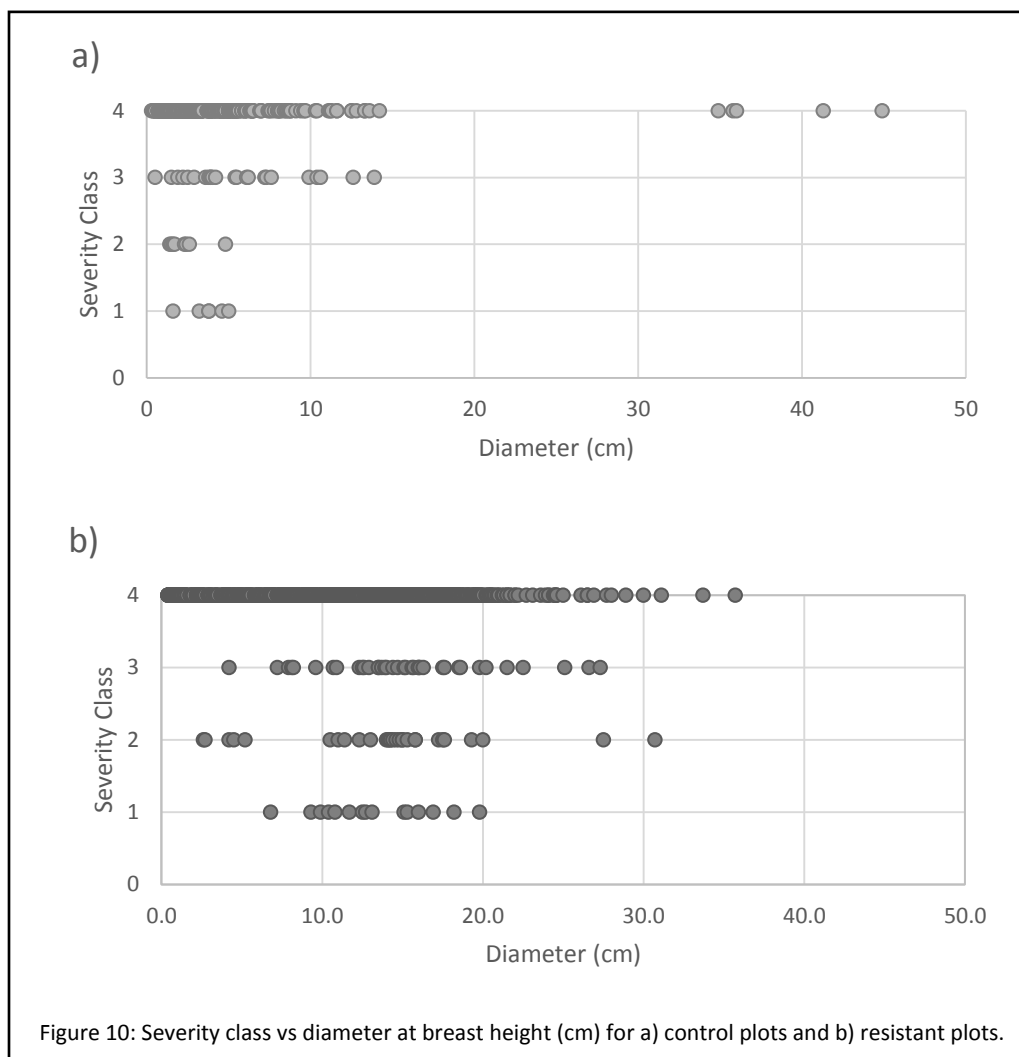 a)
4
3
2
1
0
Severity Class
0 10 20 30 40 50
Diameter (cm)
b)
4
3
2
1
0
Severity Class
0.0 10.0 20.0 30.0 40.0 50.0
Diameter (cm)
Figure 10: Severity class vs diameter at breast height (cm) for a) control plots and b) resistant plots.